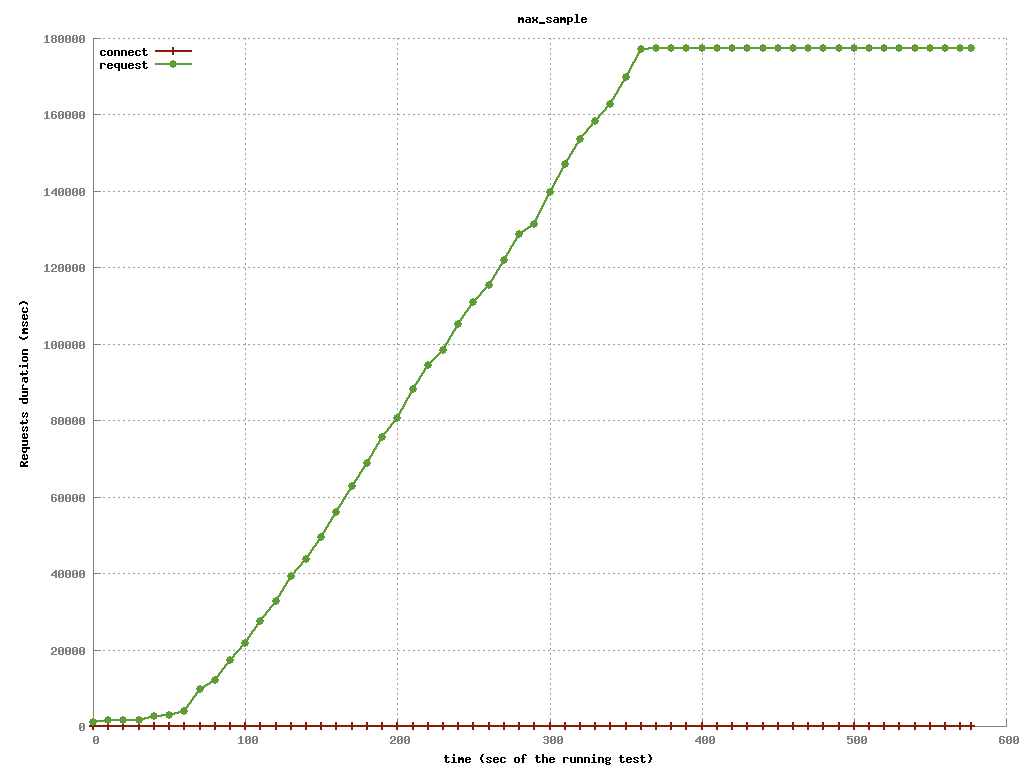 max_sample
connect
request
180000
160000
140000
120000
100000
80000
60000
40000
20000
0
Requests duration (msec)
0 100 200 300 400 500 600
time (sec of the running test)